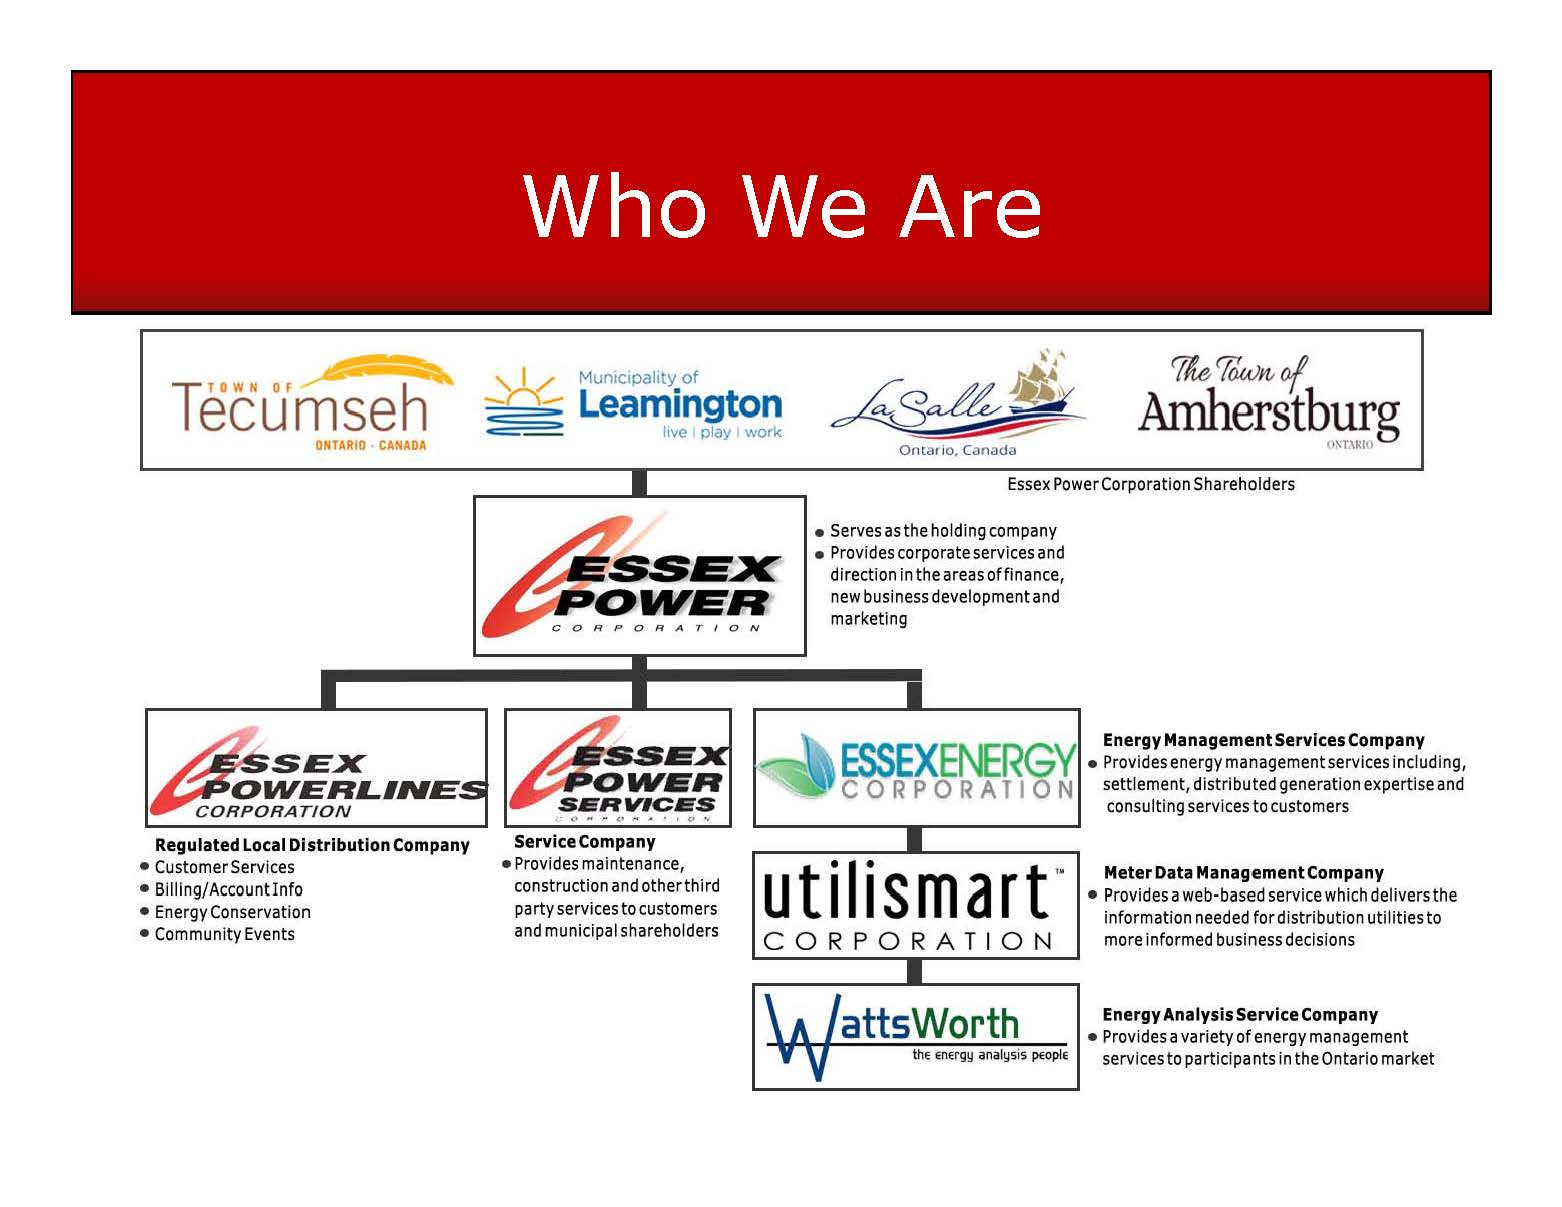 Who We Are
TOWN OF
Tecumseh
ONTARIO - CANADA
Municipality of
Leamington
live | play | work
LaSalle
Ontario, Canada
The Town of
Amherstburg
ONTARIO
Essex Power Corporation Shareholders
ESSEX
POWER
CORPORATION
● Serves as the holding company
● Provides corporate services and
direction in the areas of finance,
new business development and
marketing
ESSEX
POWERLINES
CORPORATION
Regulated Local Distribution Company
● Customer Services
● Billing/Account Info
● Energy Conservation
● Community Events
ESSEX
POWER
SERVICES
CORPORATION
Service Company
● Provides maintenance,
construction and other third
party services to customers
and municipal shareholders
ESSEXENERGY
CORPORATION
Energy Management Services Company
● Provides energy management services including,
settlement, distributed generation expertise and
consulting services to customers
utilismart™
CORPORATION
Meter Data Management Company
● Provides a web-based service which delivers the
information needed for distribution utilities to
more informed business decisions
WattsWorth
the energy analysis people
Energy Analysis Service Company
● Provides a variety of energy management
services to participants in the Ontario market